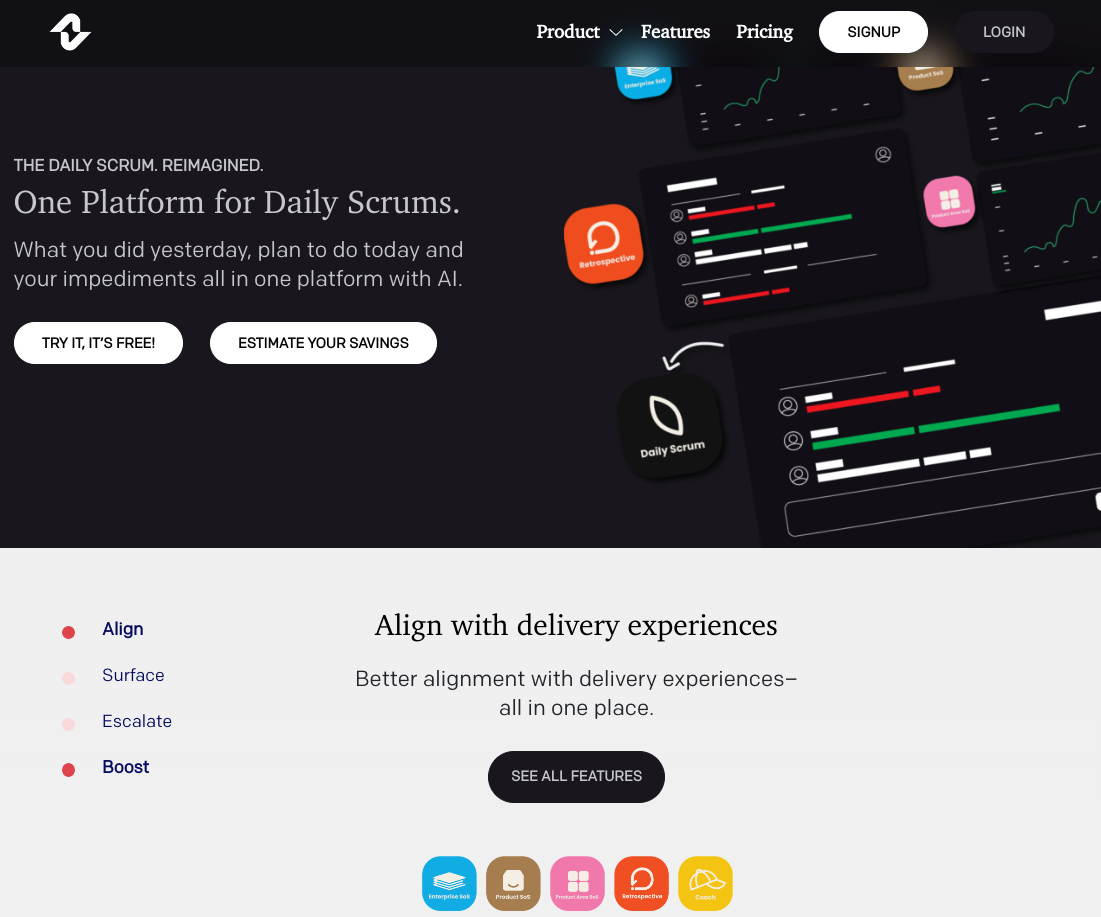 Product
Features
Pricing
SIGNUP
LOGIN
Enterprise SoS
Product SoS
THE DAILY SCRUM. REIMAGINED.
One Platform for Daily Scrums.
What you did yesterday, plan to do today and
your impediments all in one platform with AI.
TRY IT, IT'S FREE!
ESTIMATE YOUR SAVINGS
Product Area SoS
Retrospective
Daily Scrum
Align
Surface
Escalate
Boost
Align with delivery experiences
Better alignment with delivery experiences–
all in one place.
SEE ALL FEATURES
Enterprise SoS
Product SoS
Product Area SoS
Retrospective
Coach